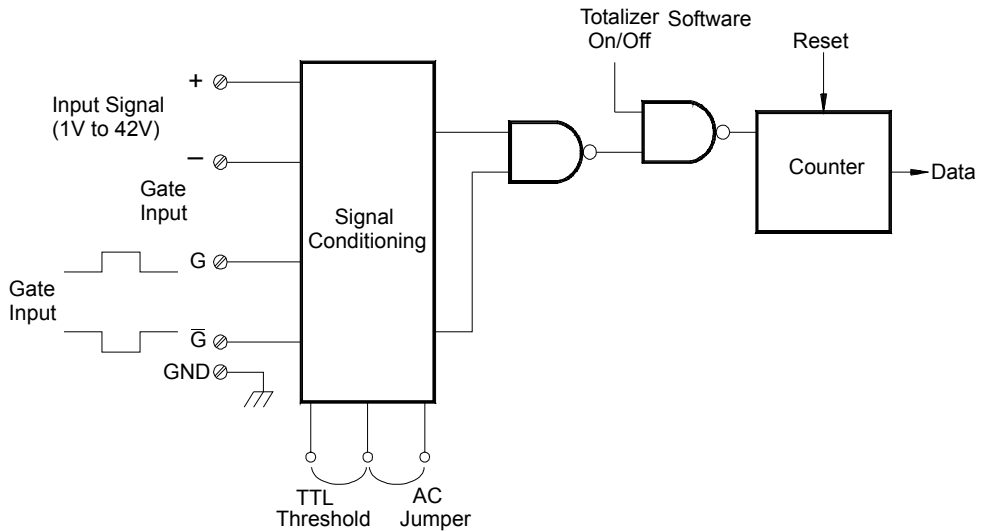 Totalizer Software
On/Off
Reset
+
Input Signal
(1V to 42V)
–
Gate
Input
Signal
Conditioning
Counter
Data
G
Gate
Input
G̅
GND
TTL
Threshold
AC
Jumper